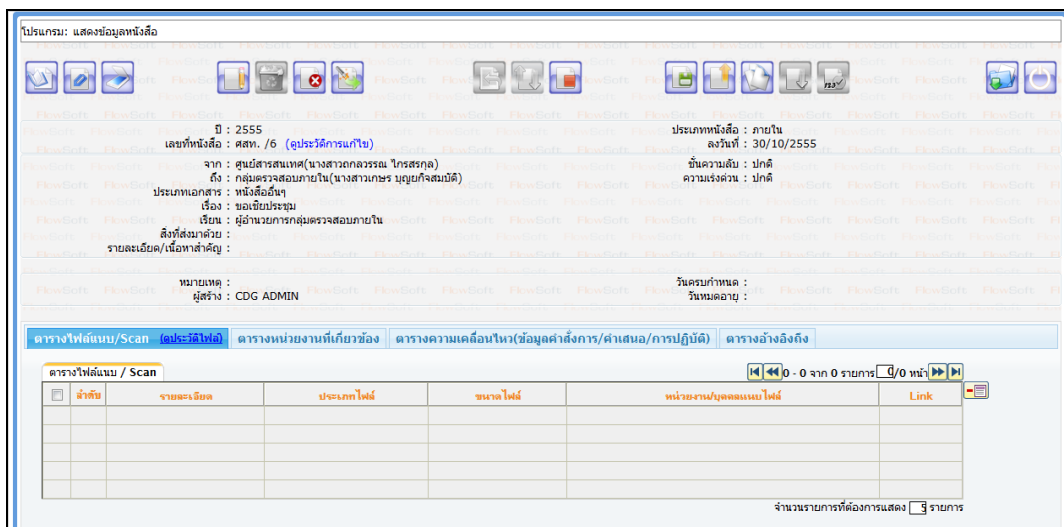 โปรแกรม: แสดงข้อมูลหนังสือ
ปี : 2555 ประเภทหนังสือ : ภายใน
เลขที่หนังสือ : ศสท. /6 (ดูประวัติการแก้ไข) ลงวันที่ : 30/10/2555
จาก : ศูนย์สารสนเทศ(นางสาวถกลวรรณ ไกรสรกุล) ชั้นความลับ : ปกติ
ถึง : กลุ่มตรวจสอบภายใน(นางสาวเกษร บุญยกิจสมบัติ) ความเร่งด่วน : ปกติ
ประเภทเอกสาร : หนังสืออื่นๆ
เรื่อง : ขอเชิญประชุม
เรียน : ผู้อำนวยการกลุ่มตรวจสอบภายใน
สิ่งที่ส่งมาด้วย :
รายละเอียด/เนื้อหาสำคัญ :
หมายเหตุ : วันครบกำหนด :
ผู้สร้าง : CDG ADMIN วันหมดอายุ :
ตารางไฟล์แนบ/Scan (ดูประวัติไฟล์) ตารางหน่วยงานที่เกี่ยวข้อง ตารางความเคลื่อนไหว(ข้อมูลคำสั่งการ/คำเสนอ/การปฏิบัติ) ตารางอ้างอิงถึง
ตารางไฟล์แนบ / Scan 0 - 0 จาก 0 รายการ 0/0 หน้า
ลำดับ รายละเอียด ประเภทไฟล์ ขนาดไฟล์ หน่วยงาน/บุคคลแนบไฟล์ Link
จำนวนรายการที่ต้องการแสดง 5 รายการ